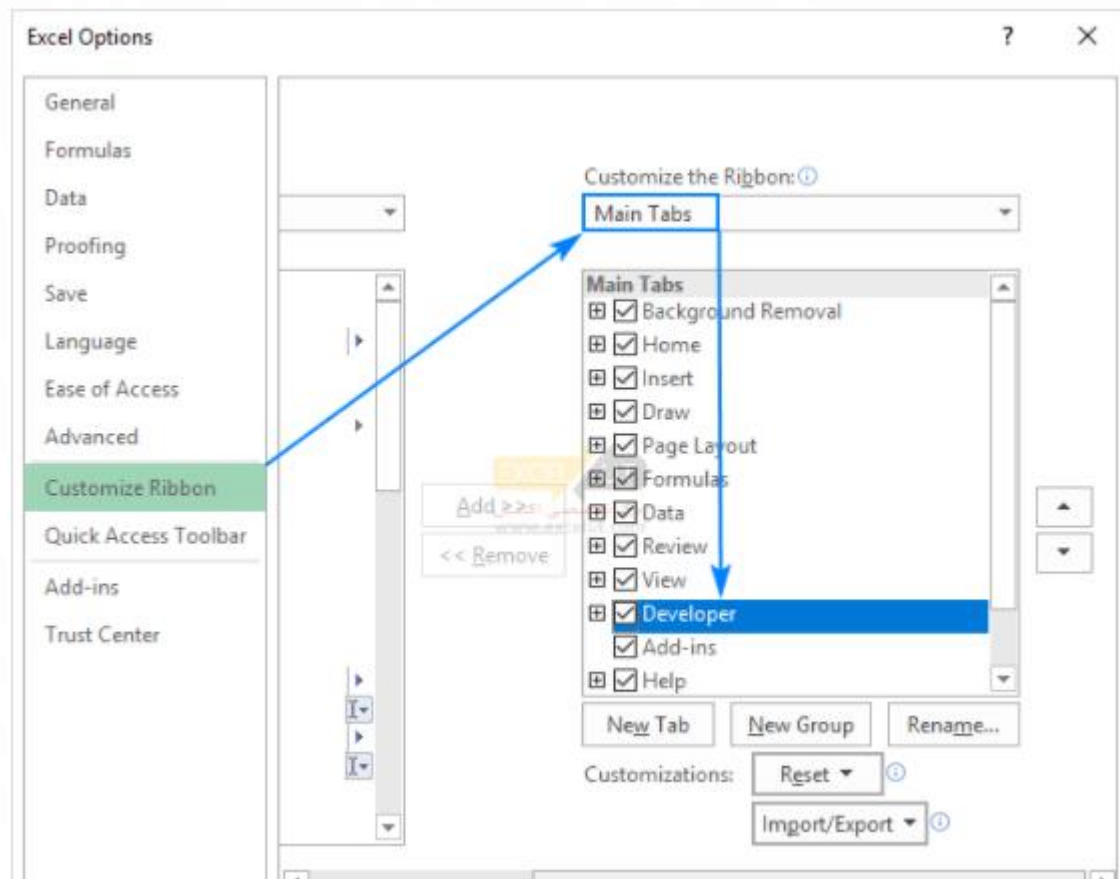 Excel Options
?
General
Formulas
Data
Proofing
Save
Language
Ease of Access
Advanced
Customize Ribbon
Quick Access Toolbar
Add-ins
Trust Center
Add >>
<< Remove
Customize the Ribbon:
Main Tabs
Main Tabs
Background Removal
Home
Insert
Draw
Page Layout
Formulas
Data
Review
View
Developer
Add-ins
Help
New Tab
New Group
Rename...
Customizations:
Reset
Import/Export